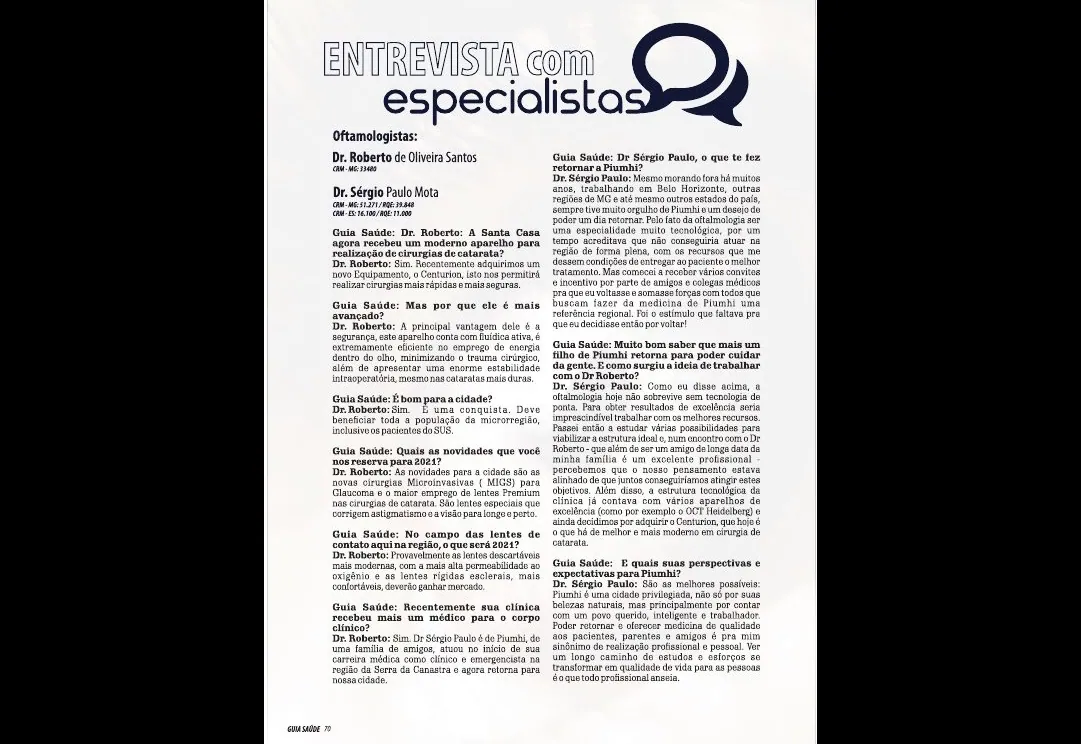 ENTREVISTA com
especialistas
Oftamologistas:
Dr. Roberto de Oliveira Santos
CRM - MG: 33480
Dr. Sérgio Paulo Mota
CRM - MG: 51.271 / RQE: 39.848
CRM - ES: 16.100 / RQE: 11.000
Guia Saúde: Dr. Roberto: A Santa Casa
agora recebeu um moderno aparelho para
realização de cirurgias de catarata?
Dr. Roberto: Sim. Recentemente adquirimos um
novo Equipamento, o Centurion, isto nos permitirá
realizar cirurgias mais rápidas e mais seguras.
Guia Saúde: Mas por que ele é mais
avançado?
Dr. Roberto: A principal vantagem dele é a
segurança, este aparelho conta com fluídica ativa, é
extremamente eficiente no emprego de energia
dentro do olho, minimizando o trauma cirúrgico,
além de apresentar uma enorme estabilidade
intraoperatória, mesmo nas cataratas mais duras.
Guia Saúde: É bom para a cidade?
Dr. Roberto: Sim. É uma conquista. Deve
beneficiar toda a população da microrregião,
inclusive os pacientes do SUS.
Guia Saúde: Quais as novidades que você
nos reserva para 2021?
Dr. Roberto: As novidades para a cidade são as
novas cirurgias Microinvasivas ( MIGS) para
Glaucoma e o maior emprego de lentes Premium
nas cirurgias de catarata. São lentes especiais que
corrigem astigmatismo e a visão para longe e perto.
Guia Saúde: No campo das lentes de
contato aqui na região, o que será 2021?
Dr. Roberto: Provavelmente as lentes descartáveis
mais modernas, com a mais alta permeabilidade ao
oxigênio e as lentes rígidas esclerais, mais
confortáveis, deverão ganhar mercado.
Guia Saúde: Recentemente sua clínica
recebeu mais um médico para o corpo
clínico?
Dr. Roberto: Sim. Dr Sérgio Paulo é de Piumhi, de
uma família de amigos, atuou no início de sua
carreira médica como clínico e emergencista na
região da Serra da Canastra e agora retorna para
nossa cidade.
Guia Saúde: Dr Sérgio Paulo, o que te fez
retornar a Piumhi?
Dr. Sérgio Paulo: Mesmo morando fora há muitos
anos, trabalhando em Belo Horizonte, outras
regiões de MG e até mesmo outros estados do país,
sempre tive muito orgulho de Piumhi e um desejo de
poder um dia retornar. Pelo fato da oftalmologia ser
uma especialidade muito tecnológica, por um
tempo acreditava que não conseguiria atuar na
região de forma plena, com os recursos que me
dessem condições de entregar ao paciente o melhor
tratamento. Mas comecei a receber vários convites
e incentivo por parte de amigos e colegas médicos
pra que eu voltasse e somasse forças com todos que
buscam fazer da medicina de Piumhi uma
referência regional. Foi o estímulo que faltava pra
que eu decidisse então por voltar!
Guia Saúde: Muito bom saber que mais um
filho de Piumhi retorna para poder cuidar
da gente. E como surgiu a ideia de trabalhar
com o Dr Roberto?
Dr. Sérgio Paulo: Como eu disse acima, a
oftalmologia hoje não sobrevive sem tecnologia de
ponta. Para obter resultados de excelência seria
imprescindível trabalhar com os melhores recursos.
Passei então a estudar várias possibilidades para
viabilizar a estrutura ideal e, num encontro com o Dr
Roberto - que além de ser um amigo de longa data da
minha família é um excelente profissional -
percebemos que o nosso pensamento estava
alinhado de que juntos conseguiríamos atingir estes
objetivos. Além disso, a estrutura tecnológica da
clínica já contava com vários aparelhos de
excelência (como por exemplo o OCT Heidelberg) e
ainda decidimos por adquirir o Centurion, que hoje é
o que há de melhor e mais moderno em cirurgia de
catarata.
Guia Saúde: E quais suas perspectivas e
expectativas para Piumhi?
Dr. Sérgio Paulo: São as melhores possíveis:
Piumhi é uma cidade privilegiada, não só por suas
belezas naturais, mas principalmente por contar
com um povo querido, inteligente e trabalhador.
Poder retornar e oferecer medicina de qualidade
aos pacientes, parentes e amigos é pra mim
sinônimo de realização profissional e pessoal. Ver
um longo caminho de estudos e esforços se
transformar em qualidade de vida para as pessoas
é o que todo profissional anseia.
GUIA SAÚDE 70